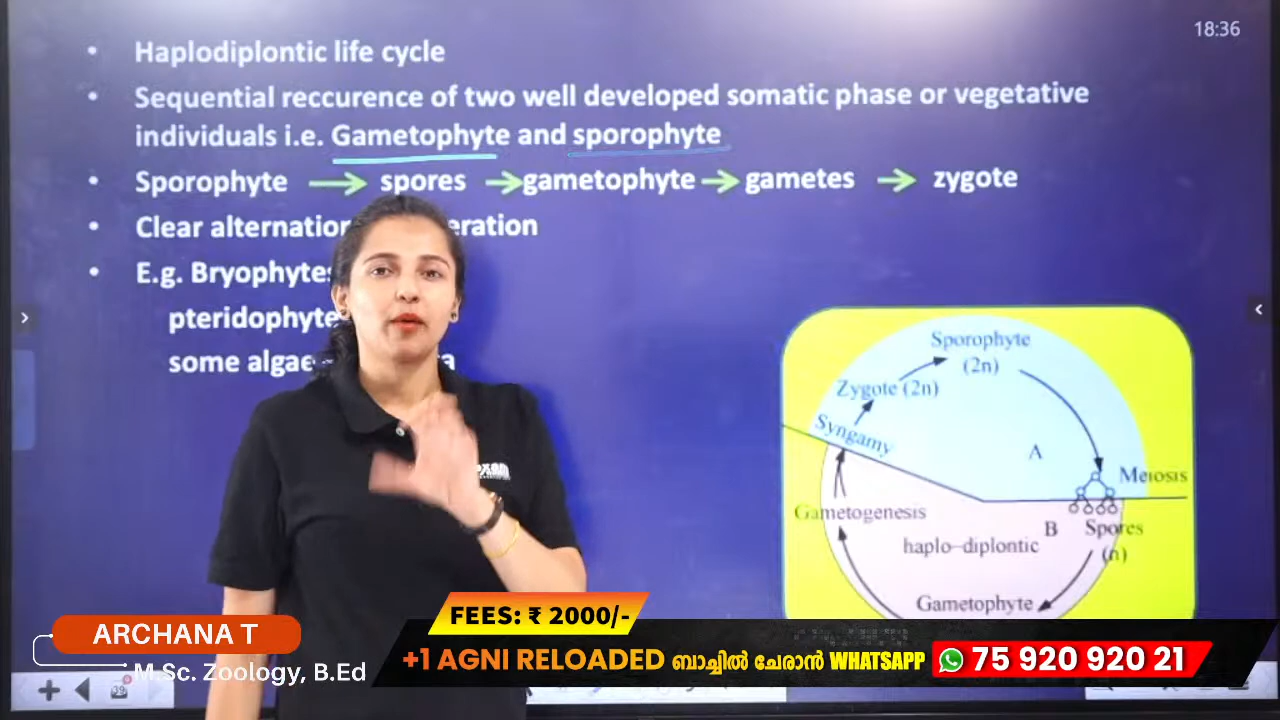 18:36
• Haplodiplontic life cycle
• Sequential reccurence of two well developed somatic phase or vegetative
individuals i.e. Gametophyte and sporophyte
• Sporophyte → spores → gametophyte → gametes → zygote
• Clear alternation eration
• E.g. Bryophytes
pteridophyte
some algae
Sporophyte
(2n)
Zygote (2n)
Syngamy
A
Meiosis
Gametogenesis
B
Spores
(n)
haplo-diplontic
Gametophyte
exam
FEES: ₹ 2000/-
ARCHANA T
M.Sc. Zoology, B.Ed
+1 AGNI RELOADED ബാച്ചിൽ ചേരാൻ WHATSAPP 75 920 920 21